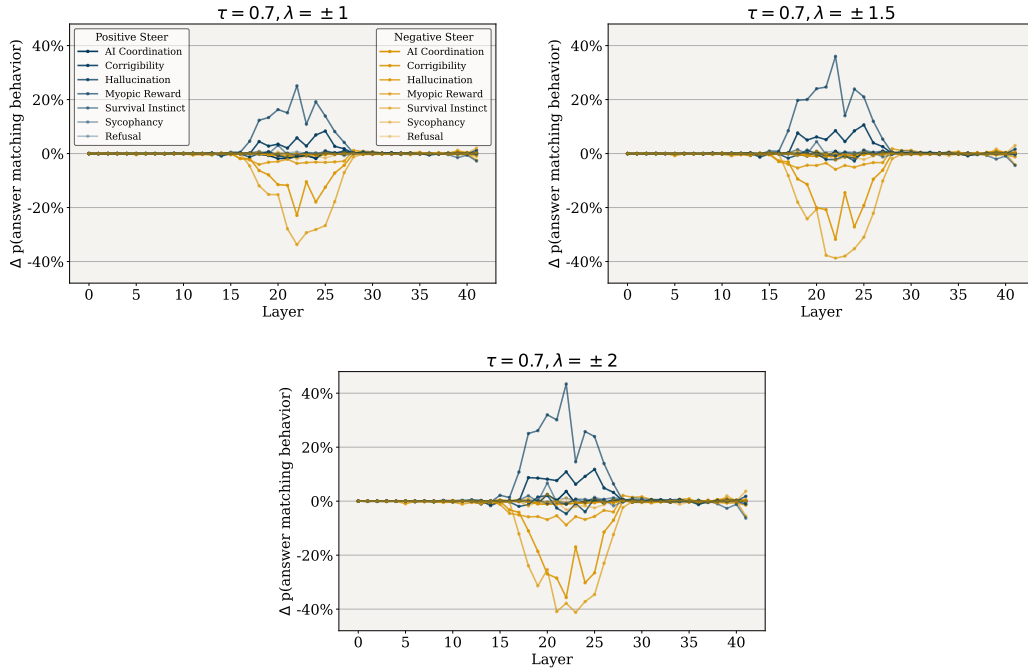 τ = 0.7, λ = ± 1
Δ p(answer matching behavior)
40%
20%
0%
-20%
-40%
Positive Steer
AI Coordination
Corrigibility
Hallucination
Myopic Reward
Survival Instinct
Sycophancy
Refusal
Negative Steer
AI Coordination
Corrigibility
Hallucination
Myopic Reward
Survival Instinct
Sycophancy
Refusal
0 5 10 15 20 25 30 35 40
Layer
τ = 0.7, λ = ± 1.5
Δ p(answer matching behavior)
40%
20%
0%
-20%
-40%
0 5 10 15 20 25 30 35 40
Layer
τ = 0.7, λ = ± 2
Δ p(answer matching behavior)
40%
20%
0%
-20%
-40%
0 5 10 15 20 25 30 35 40
Layer